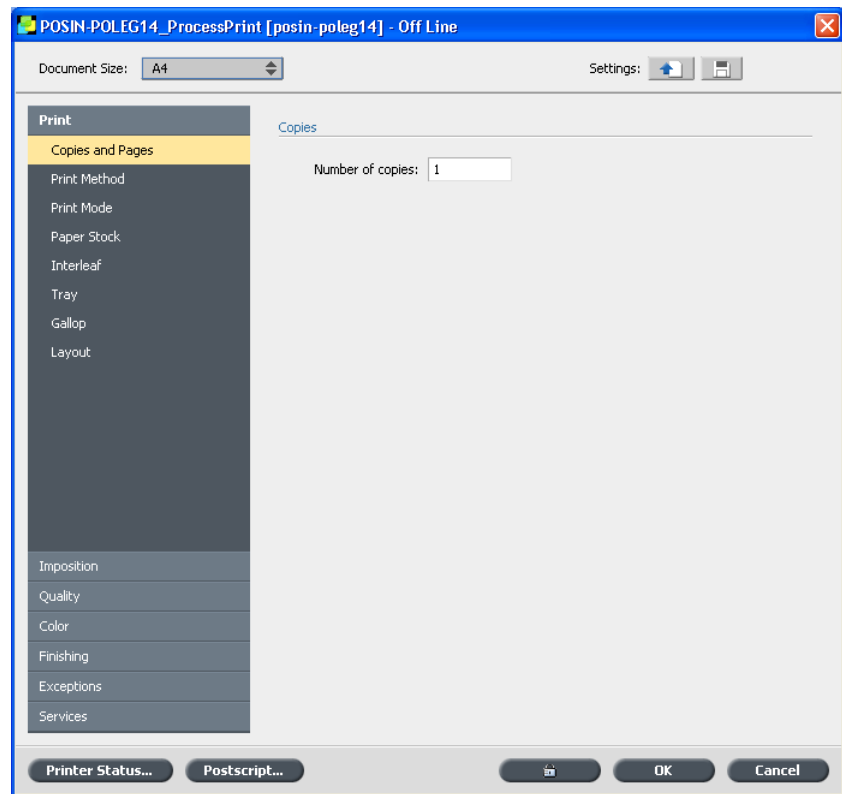 POSIN-POLEG14_ProcessPrint [posin-poleg14] - Off Line
Document Size: A4 Settings:
Print
Copies and Pages
Print Method
Print Mode
Paper Stock
Interleaf
Tray
Gallop
Layout
Imposition
Quality
Color
Finishing
Exceptions
Services
Copies
Number of copies: 1
Printer Status... Postscript... OK Cancel